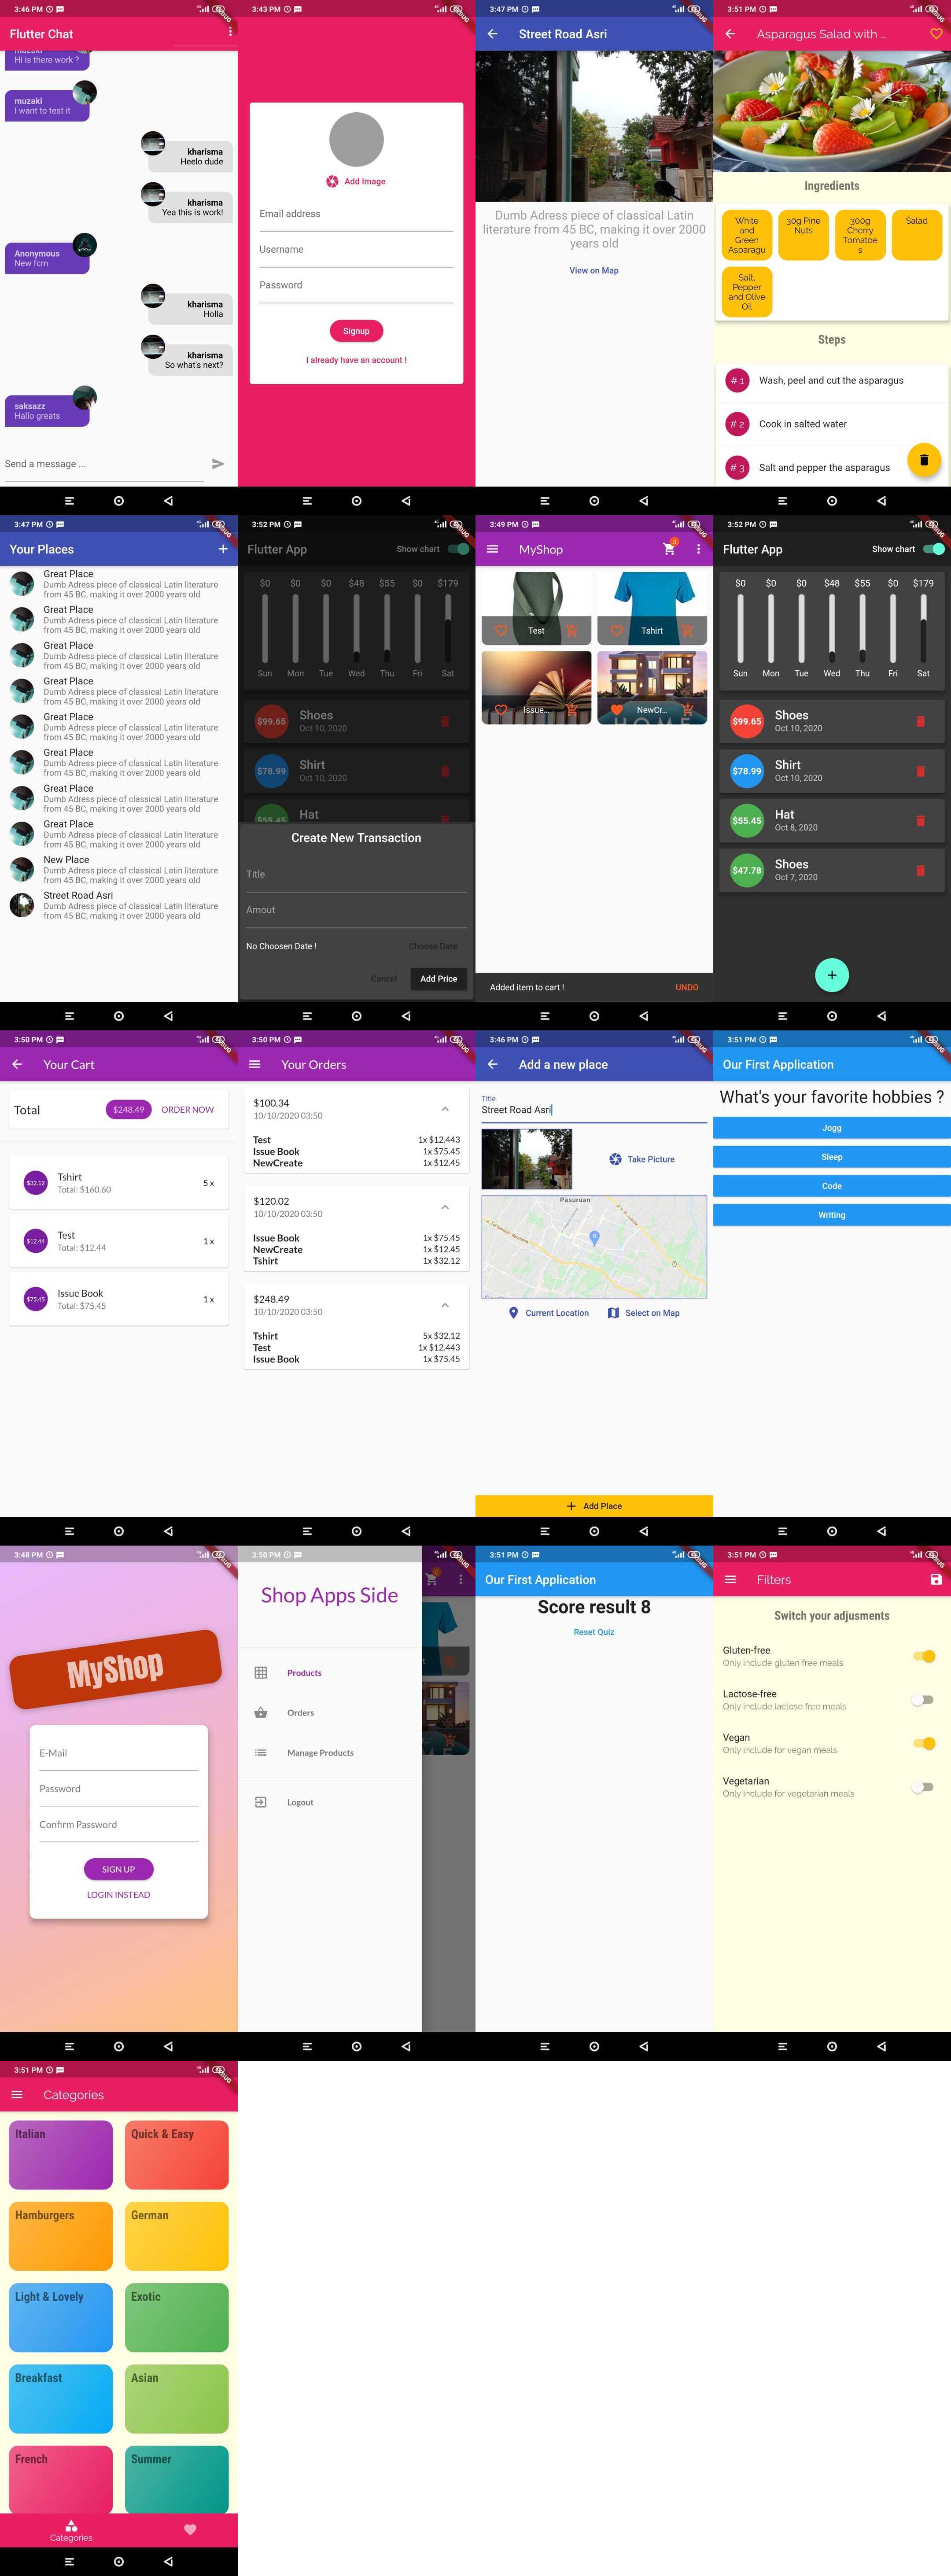 3:46 PM
Flutter Chat
muzaki
Hi is there work ?
muzaki
I want to test it
kharisma
Heelo dude
kharisma
Yea this is work!
Anonymous
New fcm
kharisma
Holla
kharisma
So what's next?
saksazz
Hallo greats
Send a message ...
3:43 PM
Add Image
Email address
Username
Password
Signup
I already have an account !
3:47 PM
Street Road Asri
Dumb Adress piece of classical Latin
literature from 45 BC, making it over 2000
years old
View on Map
3:51 PM
Asparagus Salad with ...
Ingredients
White
and
Green
Asparagu
30g Pine
Nuts
300g
Cherry
Tomatoe
s
Salad
Salt,
Pepper
and Olive
Oil
Steps
# 1 Wash, peel and cut the asparagus
# 2 Cook in salted water
# 3 Salt and pepper the asparagus
3:47 PM
Your Places
Great Place
Dumb Adress piece of classical Latin literature
from 45 BC, making it over 2000 years old
Great Place
Dumb Adress piece of classical Latin literature
from 45 BC, making it over 2000 years old
Great Place
Dumb Adress piece of classical Latin literature
from 45 BC, making it over 2000 years old
Great Place
Dumb Adress piece of classical Latin literature
from 45 BC, making it over 2000 years old
Great Place
Dumb Adress piece of classical Latin literature
from 45 BC, making it over 2000 years old
Great Place
Dumb Adress piece of classical Latin literature
from 45 BC, making it over 2000 years old
Great Place
Dumb Adress piece of classical Latin literature
from 45 BC, making it over 2000 years old
Great Place
Dumb Adress piece of classical Latin literature
from 45 BC, making it over 2000 years old
New Place
Dumb Adress piece of classical Latin literature
from 45 BC, making it over 2000 years old
Street Road Asri
Dumb Adress piece of classical Latin literature
from 45 BC, making it over 2000 years old
3:52 PM
Flutter App Show chart
$0 $0 $0 $48 $55 $0 $179
Sun Mon Tue Wed Thu Fri Sat
$99.65 Shoes
Oct 10, 2020
$78.99 Shirt
Oct 10, 2020
$55.45 Hat
Create New Transaction
Title
Amout
No Choosen Date ! Choose Date
Cancel Add Price
3:49 PM
MyShop 3
Test
Tshirt
Issue...
NewCr...
HOME
Added item to cart ! UNDO
3:52 PM
Flutter App Show chart
$0 $0 $0 $48 $55 $0 $179
Sun Mon Tue Wed Thu Fri Sat
$99.65 Shoes
Oct 10, 2020
$78.99 Shirt
Oct 10, 2020
$55.45 Hat
Oct 8, 2020
$47.78 Shoes
Oct 7, 2020
3:50 PM
Your Cart
Total $248.49 ORDER NOW
$32.12 Tshirt
Total: $160.60 5 x
$12.44 Test
Total: $12.44 1 x
$75.45 Issue Book
Total: $75.45 1 x
3:50 PM
Your Orders
$100.34
10/10/2020 03:50
Test 1x $12.443
Issue Book 1x $75.45
NewCreate 1x $12.45
$120.02
10/10/2020 03:50
Issue Book 1x $75.45
NewCreate 1x $12.45
Tshirt 1x $32.12
$248.49
10/10/2020 03:50
Tshirt 5x $32.12
Test 1x $12.443
Issue Book 1x $75.45
3:46 PM
Add a new place
Title
Street Road Asri
Take Picture
Pasuruan
Current Location Select on Map
Add Place
3:51 PM
Our First Application
What's your favorite hobbies ?
Jogg
Sleep
Code
Writing
3:48 PM
MyShop
E-Mail
Password
Confirm Password
SIGN UP
LOGIN INSTEAD
3:50 PM
Shop Apps Side
Products
Orders
Manage Products
Logout
3:51 PM
Our First Application
Score result 8
Reset Quiz
3:51 PM
Filters
Switch your adjusments
Gluten-free
Only include gluten free meals
Lactose-free
Only include lactose free meals
Vegan
Only include for vegan meals
Vegetarian
Only include for vegetarian meals
3:51 PM
Categories
Italian Quick & Easy
Hamburgers German
Light & Lovely Exotic
Breakfast Asian
French Summer
Categories